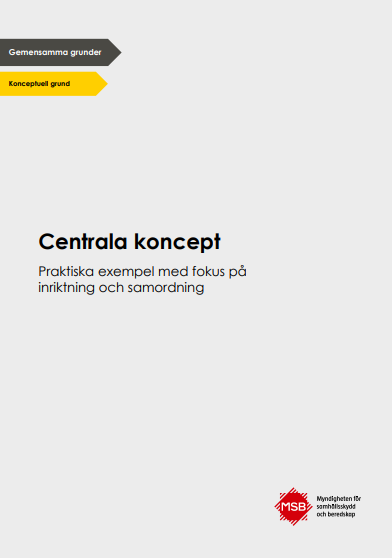 Gemensamma grunder
Konceptuell grund
Centrala koncept
Praktiska exempel med fokus på
inriktning och samordning
MSB
Myndigheten för
samhällsskydd
och beredskap